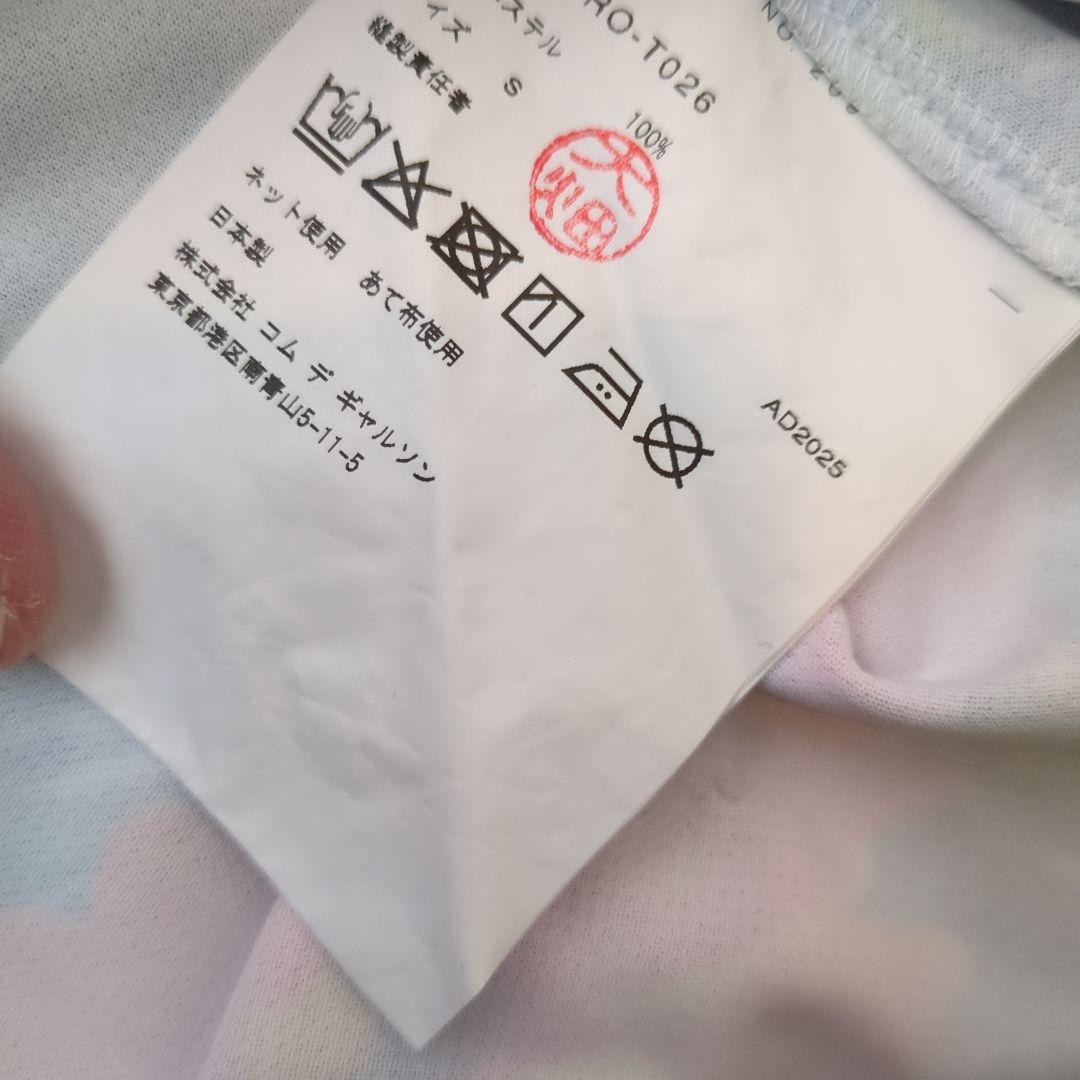 RO-T026
ステル 100%
イズ S
縫製責任者
ネット使用 あて布使用
日本製
株式会社 コム デ ギャルソン
東京都港区南青山5-11-5
AD2025